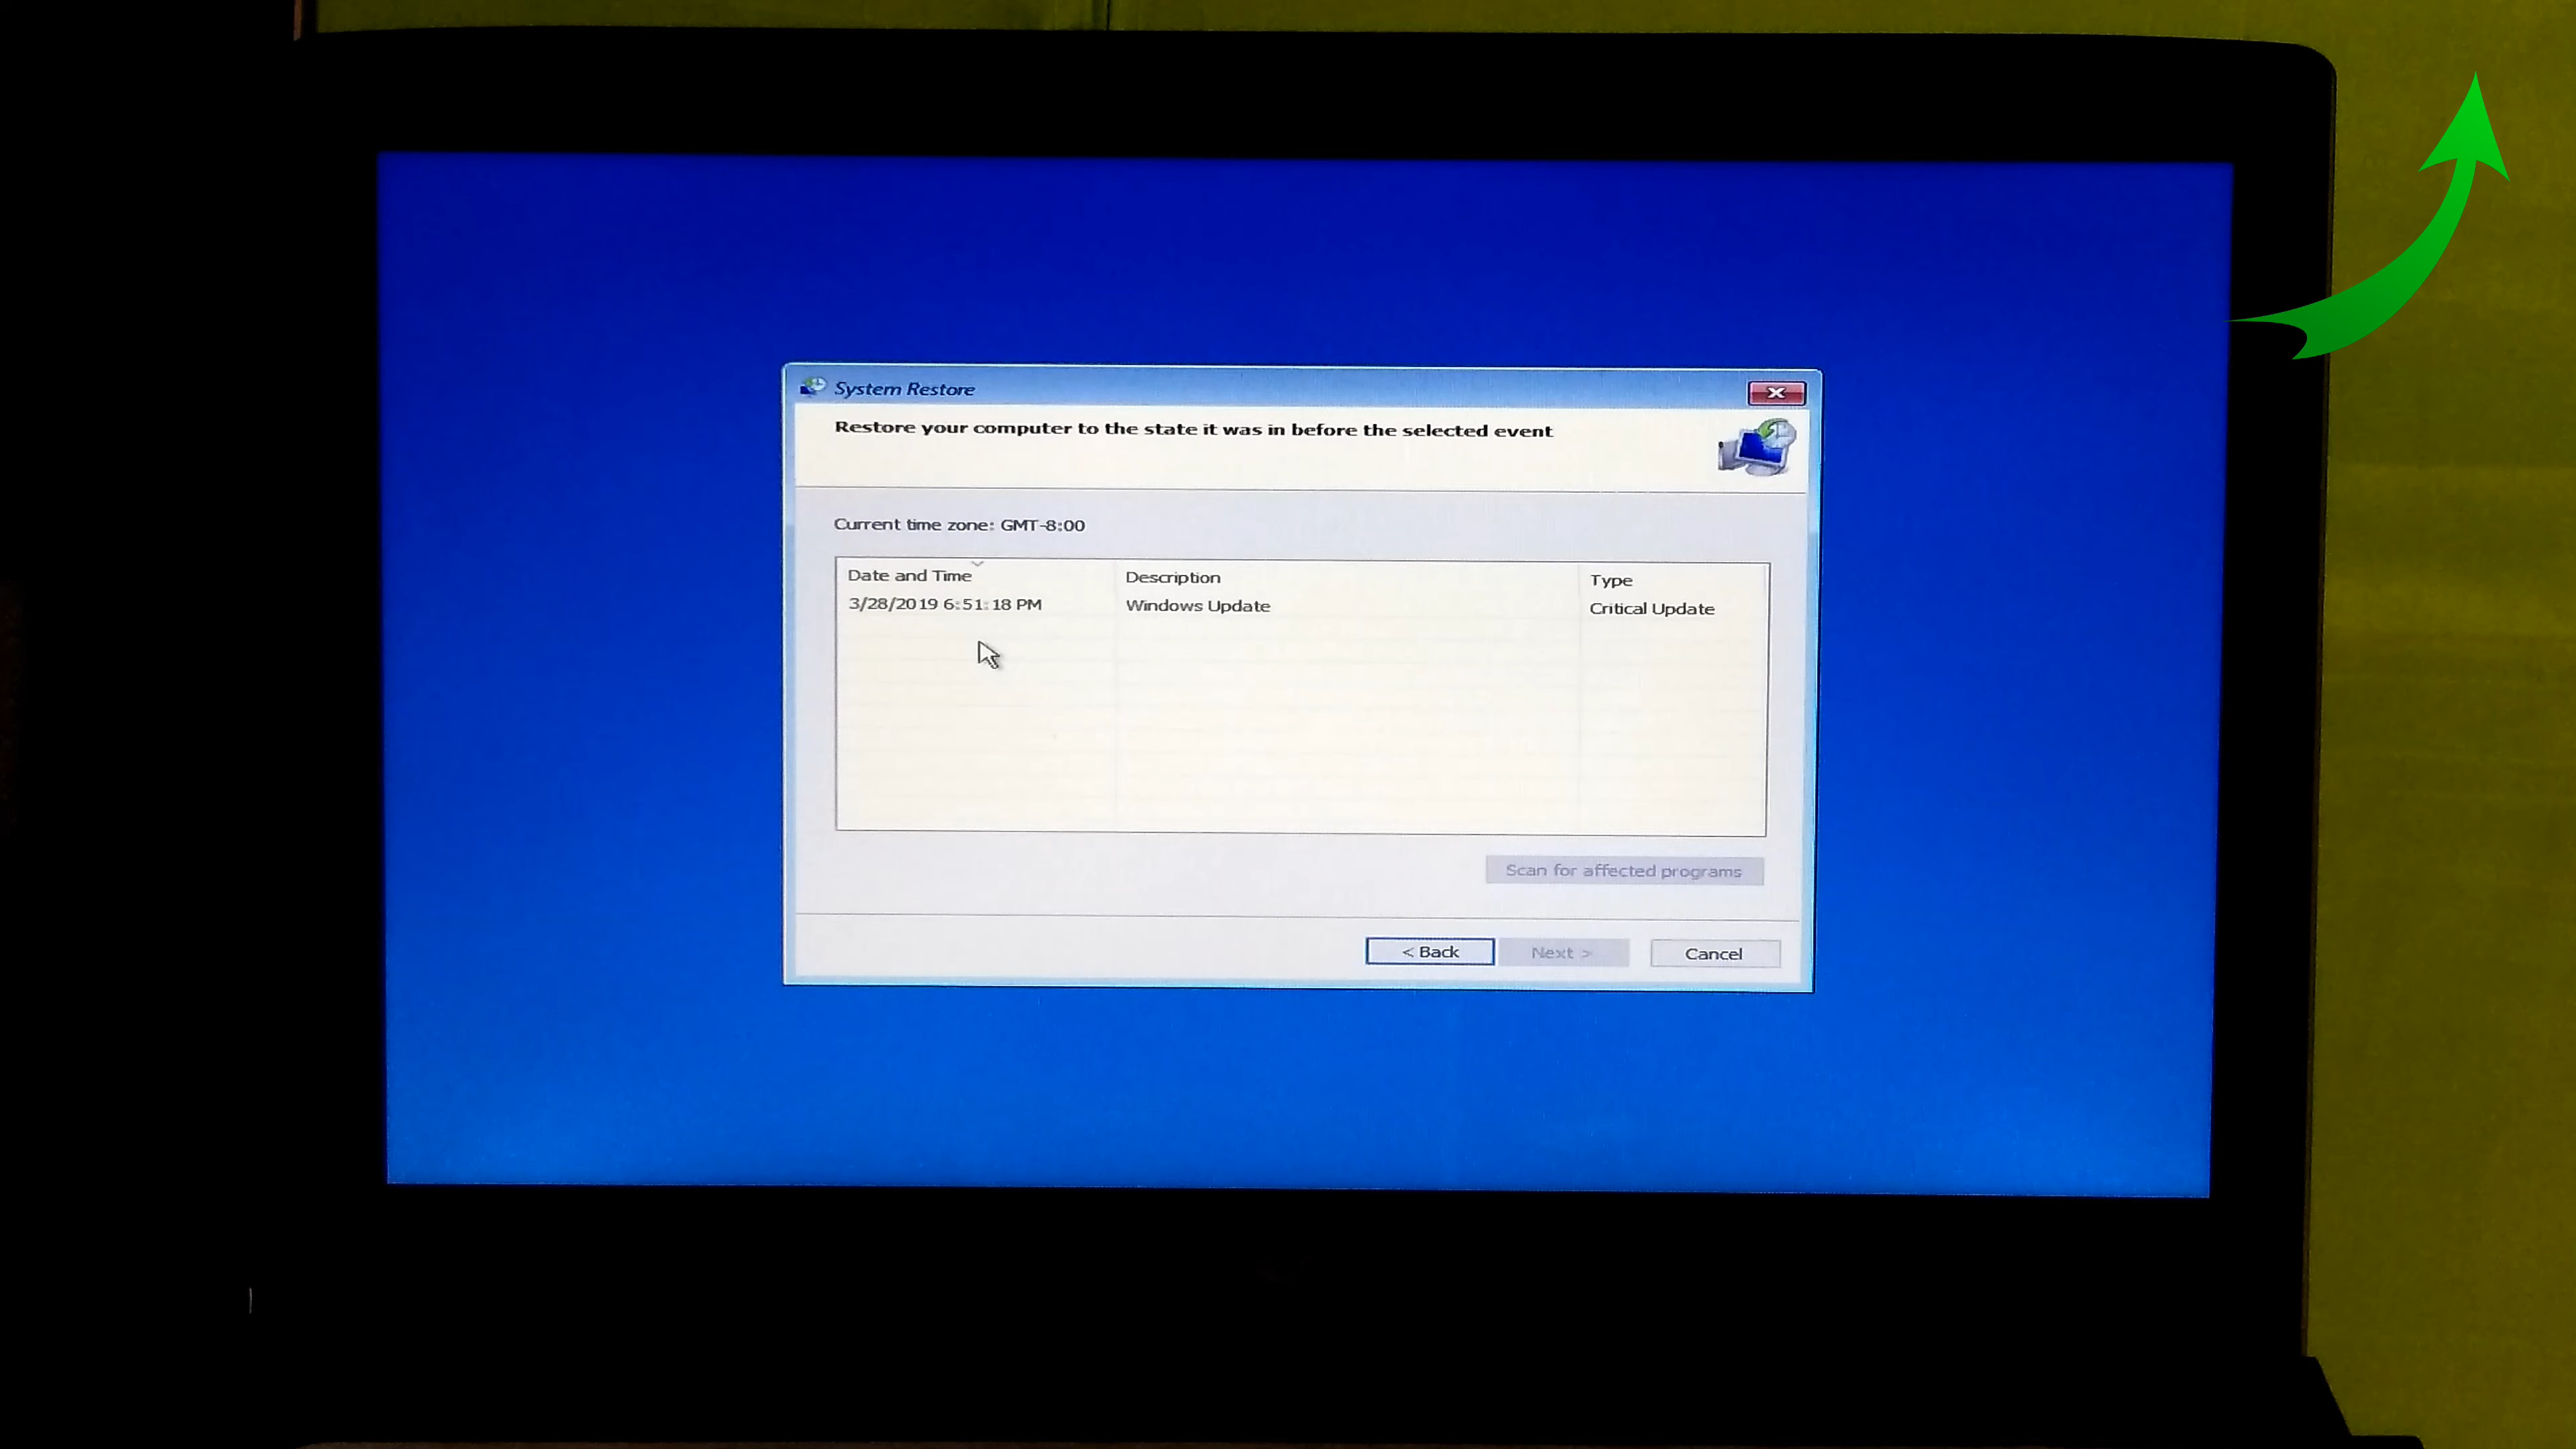 System Restore
Restore your computer to the state it was in before the selected event
Current time zone: GMT-8:00
Date and Time Description Type
3/28/2019 6:51:18 PM Windows Update Critical Update
Scan for affected programs
< Back Next > Cancel